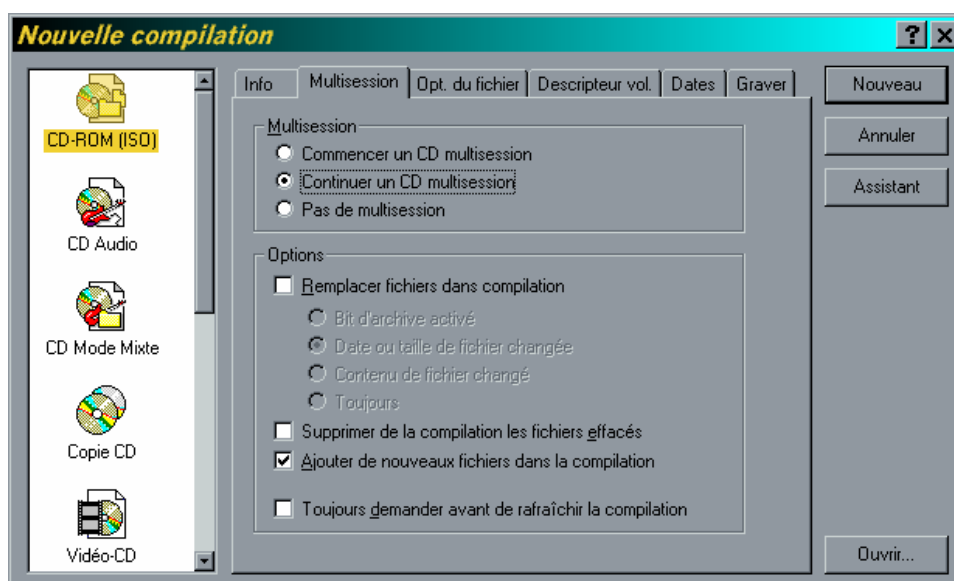 Nouvelle compilation
CD-ROM (ISO)
CD Audio
CD Mode Mixte
Copie CD
Vidéo-CD
Info Multisession Opt. du fichier Descripteur vol. Dates Graver
Multisession
Commencer un CD multisession
Continuer un CD multisession
Pas de multisession
Options
Remplacer fichiers dans compilation
Bit d'archive activé
Date ou taille de fichier changée
Contenu de fichier changé
Toujours
Supprimer de la compilation les fichiers effacés
Ajouter de nouveaux fichiers dans la compilation
Toujours demander avant de rafraîchir la compilation
Nouveau
Annuler
Assistant
Ouvrir...